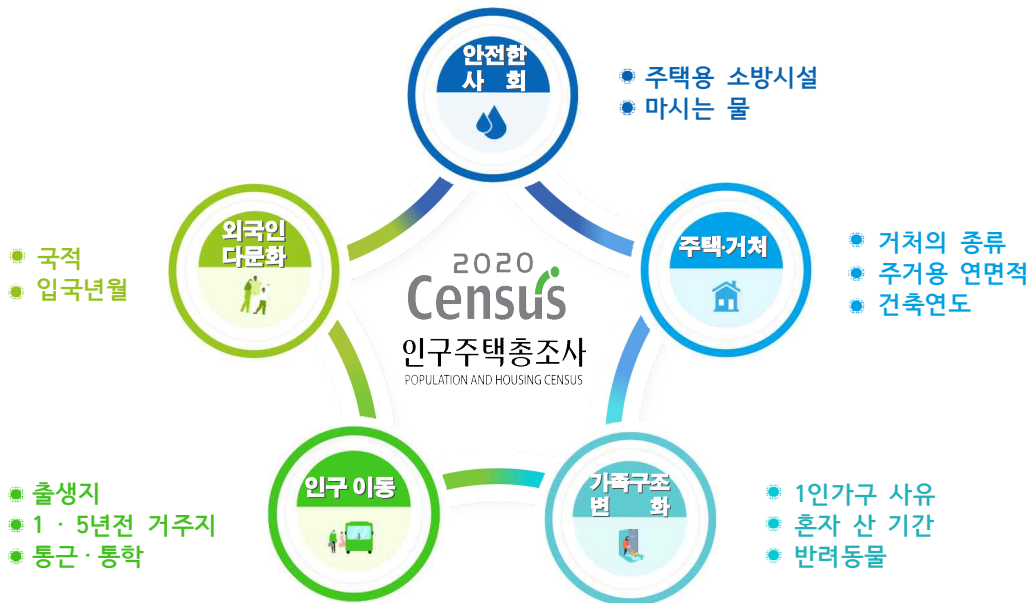 안전한
사 회
주택용 소방시설
마시는 물
외국인
다문화
국적
입국년월
주택·거처
거처의 종류
주거용 연면적
건축연도
2020
Census
인구주택총조사
POPULATION AND HOUSING CENSUS
인구 이동
출생지
1 · 5년전 거주지
통근 · 통학
가족구조
변 화
1인가구 사유
혼자 산 기간
반려동물